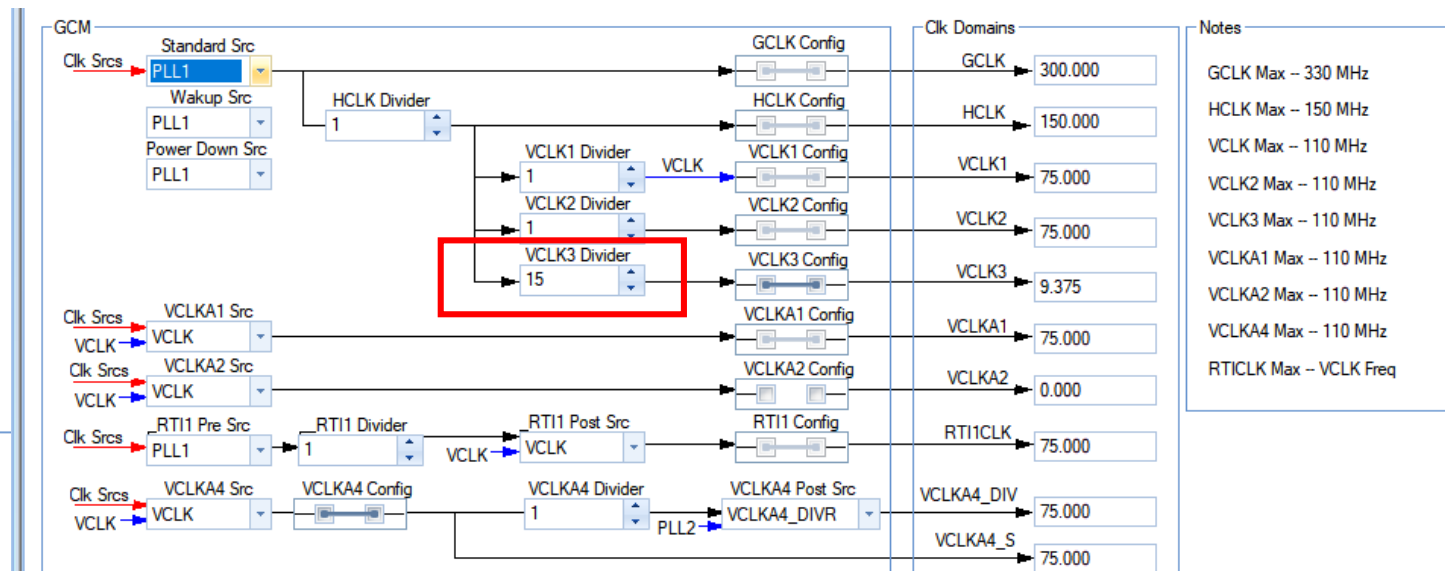 GCM
Clk Domains
Notes
Standard Src
GCLK Config
Clk Srcs
PLL1
GCLK
300.000
GCLK Max -- 330 MHz
Wakup Src
HCLK Divider
HCLK Config
PLL1
1
HCLK
150.000
HCLK Max -- 150 MHz
Power Down Src
VCLK1 Divider
VCLK
VCLK1 Config
VCLK Max -- 110 MHz
PLL1
1
VCLK1
75.000
VCLK2 Max -- 110 MHz
VCLK2 Divider
VCLK2 Config
1
VCLK2
75.000
VCLK3 Max -- 110 MHz
VCLK3 Divider
VCLK3 Config
15
VCLK3
9.375
VCLKA1 Max -- 110 MHz
Clk Srcs
VCLKA1 Src
VCLKA1 Config
VCLKA2 Max -- 110 MHz
VCLK
VCLK
VCLKA1
75.000
VCLKA4 Max -- 110 MHz
Clk Srcs
VCLKA2 Src
VCLKA2 Config
RTICLK Max -- VCLK Freq
VCLK
VCLK
VCLKA2
0.000
_RTI1 Pre Src
_RTI1 Divider
_RTI1 Post Src
RTI1 Config
Clk Srcs
PLL1
1
VCLK
VCLK
RTI1CLK
75.000
Clk Srcs
VCLKA4 Src
VCLKA4 Config
VCLKA4 Divider
VCLKA4 Post Src
VCLKA4_DIV
VCLK
VCLK
1
PLL2
VCLKA4_DIVR
75.000
VCLKA4_S
75.000